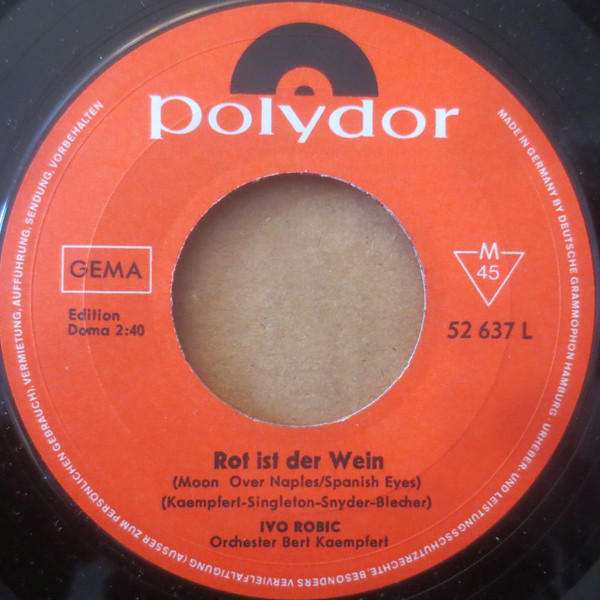 polydor
GEMA
Edition
Doma 2:40
M
45
52 637 L
Rot ist der Wein
(Moon Over Naples/Spanish Eyes)
(Kaempfert-Singleton-Snyder-Blecher)
IVO ROBIC
Orchester Bert Kaempfert
MADE IN GERMANY BY DEUTSCHE GRAMMOPHON HAMBURG. URHEBER- UND LEISTUNGSSCHUTZRECHTE, BESONDERS VERVIELFÄLTIGUNG (AUSSER ZUM PERSÖNLICHEN GEBRAUCH), VERMIETUNG, AUFFÜHRUNG, SENDUNG, VORBEHALTEN